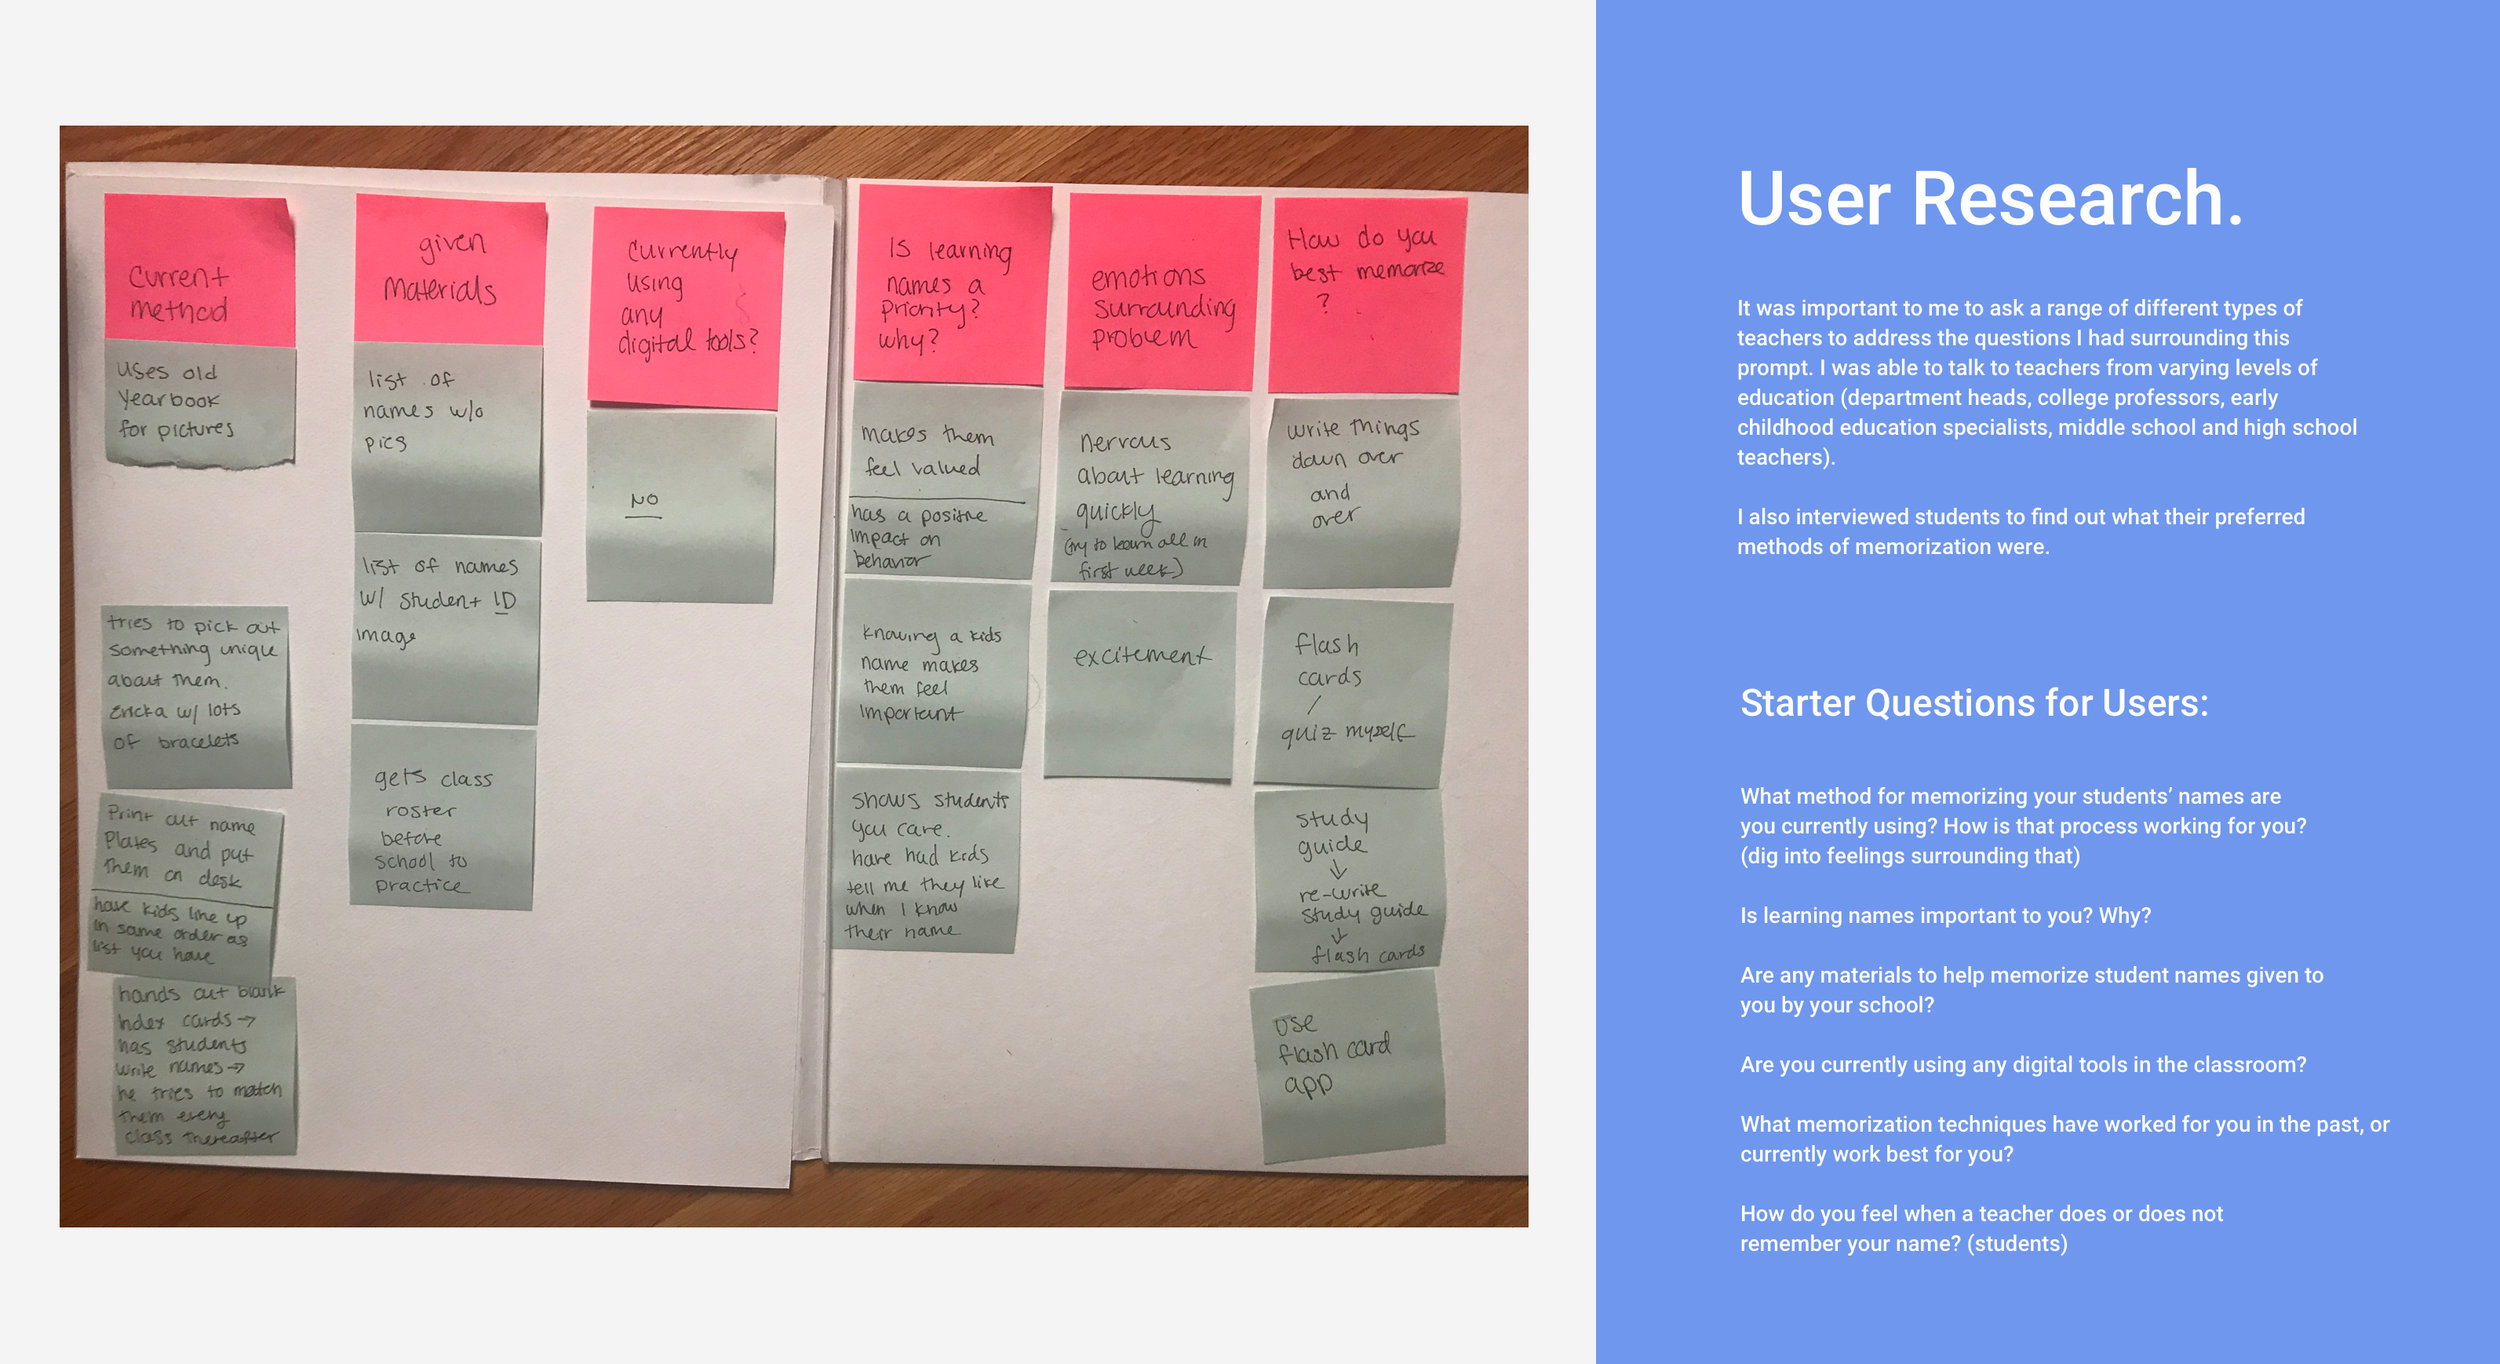 Current
method
uses old
Yearbook
for pictures
tries to pick out
something unique
about them.
Ericka w/ lots
of bracelets
Print out name
Plates and put
them on desk
have kids line up
in same order as
list you have
hands out blank
Index cards →
has students
write names →
he tries to match
them every
class thereafter
given
Materials
list of
names w/o
pics
list of names
w/ student ID
image
gets class
roster
before
school to
practice
Currently
using
any
digital tools?
NO
Is learning
names a
Priority?
why?
makes them
feel valued
has a positive
impact on
behavior
knowing a kids
name makes
them feel
important
shows students
you care.
have had kids
tell me they like
when I know
their name
emotions
surrounding
problem
nervous
about learning
quickly
(try to learn all in
first week)
excitement
How do you
best memorize
?
write things
down over
and
over
flash
cards
/
quiz myself
study
guide
↓
re-write
study guide
↓
flash cards
use
flash card
app
User Research.
It was important to me to ask a range of different types of
teachers to address the questions I had surrounding this
prompt. I was able to talk to teachers from varying levels of
education (department heads, college professors, early
childhood education specialists, middle school and high school
teachers).
I also interviewed students to find out what their preferred
methods of memorization were.
Starter Questions for Users:
What method for memorizing your students’ names are
you currently using? How is that process working for you?
(dig into feelings surrounding that)
Is learning names important to you? Why?
Are any materials to help memorize student names given to
you by your school?
Are you currently using any digital tools in the classroom?
What memorization techniques have worked for you in the past, or
currently work best for you?
How do you feel when a teacher does or does not
remember your name? (students)